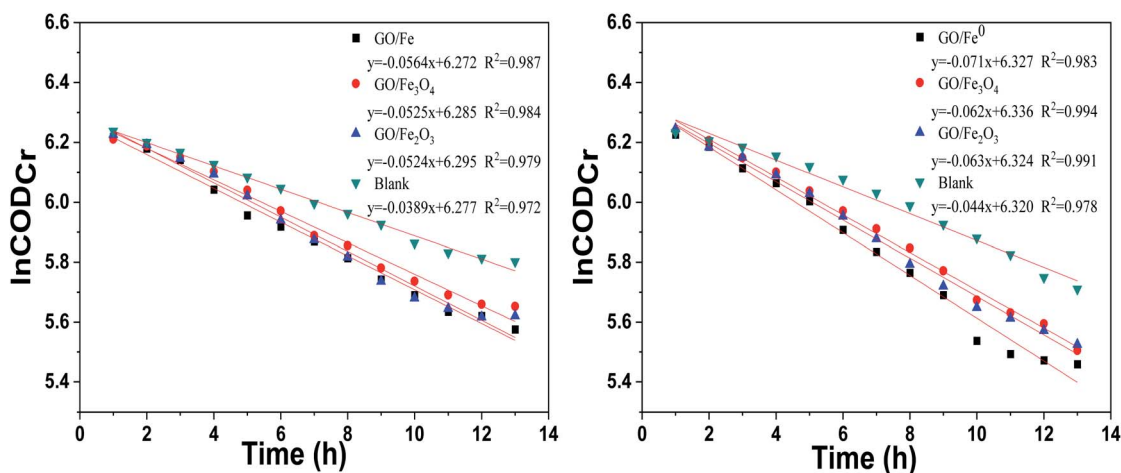 6.6
6.4
6.2
6.0
5.8
5.6
5.4
lnCODCr
0 2 4 6 8 10 12 14
Time (h)
GO/Fe
y=-0.0564x+6.272 R²=0.987
GO/Fe₃O₄
y=-0.0525x+6.285 R²=0.984
GO/Fe₂O₃
y=-0.0524x+6.295 R²=0.979
Blank
y=-0.0389x+6.277 R²=0.972
6.6
6.4
6.2
6.0
5.8
5.6
5.4
lnCODCr
0 2 4 6 8 10 12 14
Time (h)
GO/Fe⁰
y=-0.071x+6.327 R²=0.983
GO/Fe₃O₄
y=-0.062x+6.336 R²=0.994
GO/Fe₂O₃
y=-0.063x+6.324 R²=0.991
Blank
y=-0.044x+6.320 R²=0.978